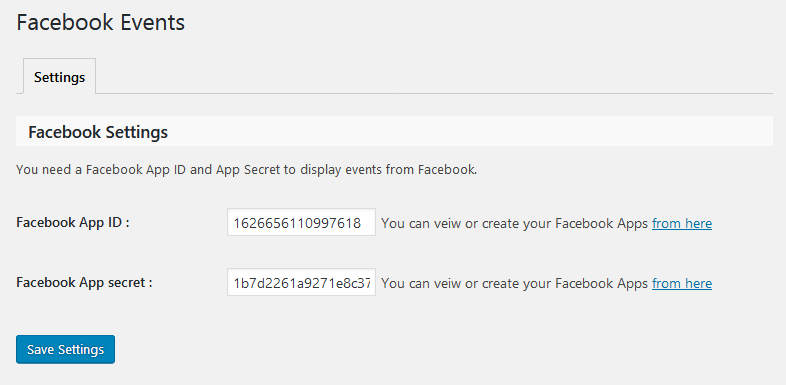 Facebook Events
Settings
Facebook Settings
You need a Facebook App ID and App Secret to display events from Facebook.
Facebook App ID : 1626656110997618 You can veiw or create your Facebook Apps from here
Facebook App secret : 1b7d2261a9271e8c37 You can veiw or create your Facebook Apps from here
Save Settings